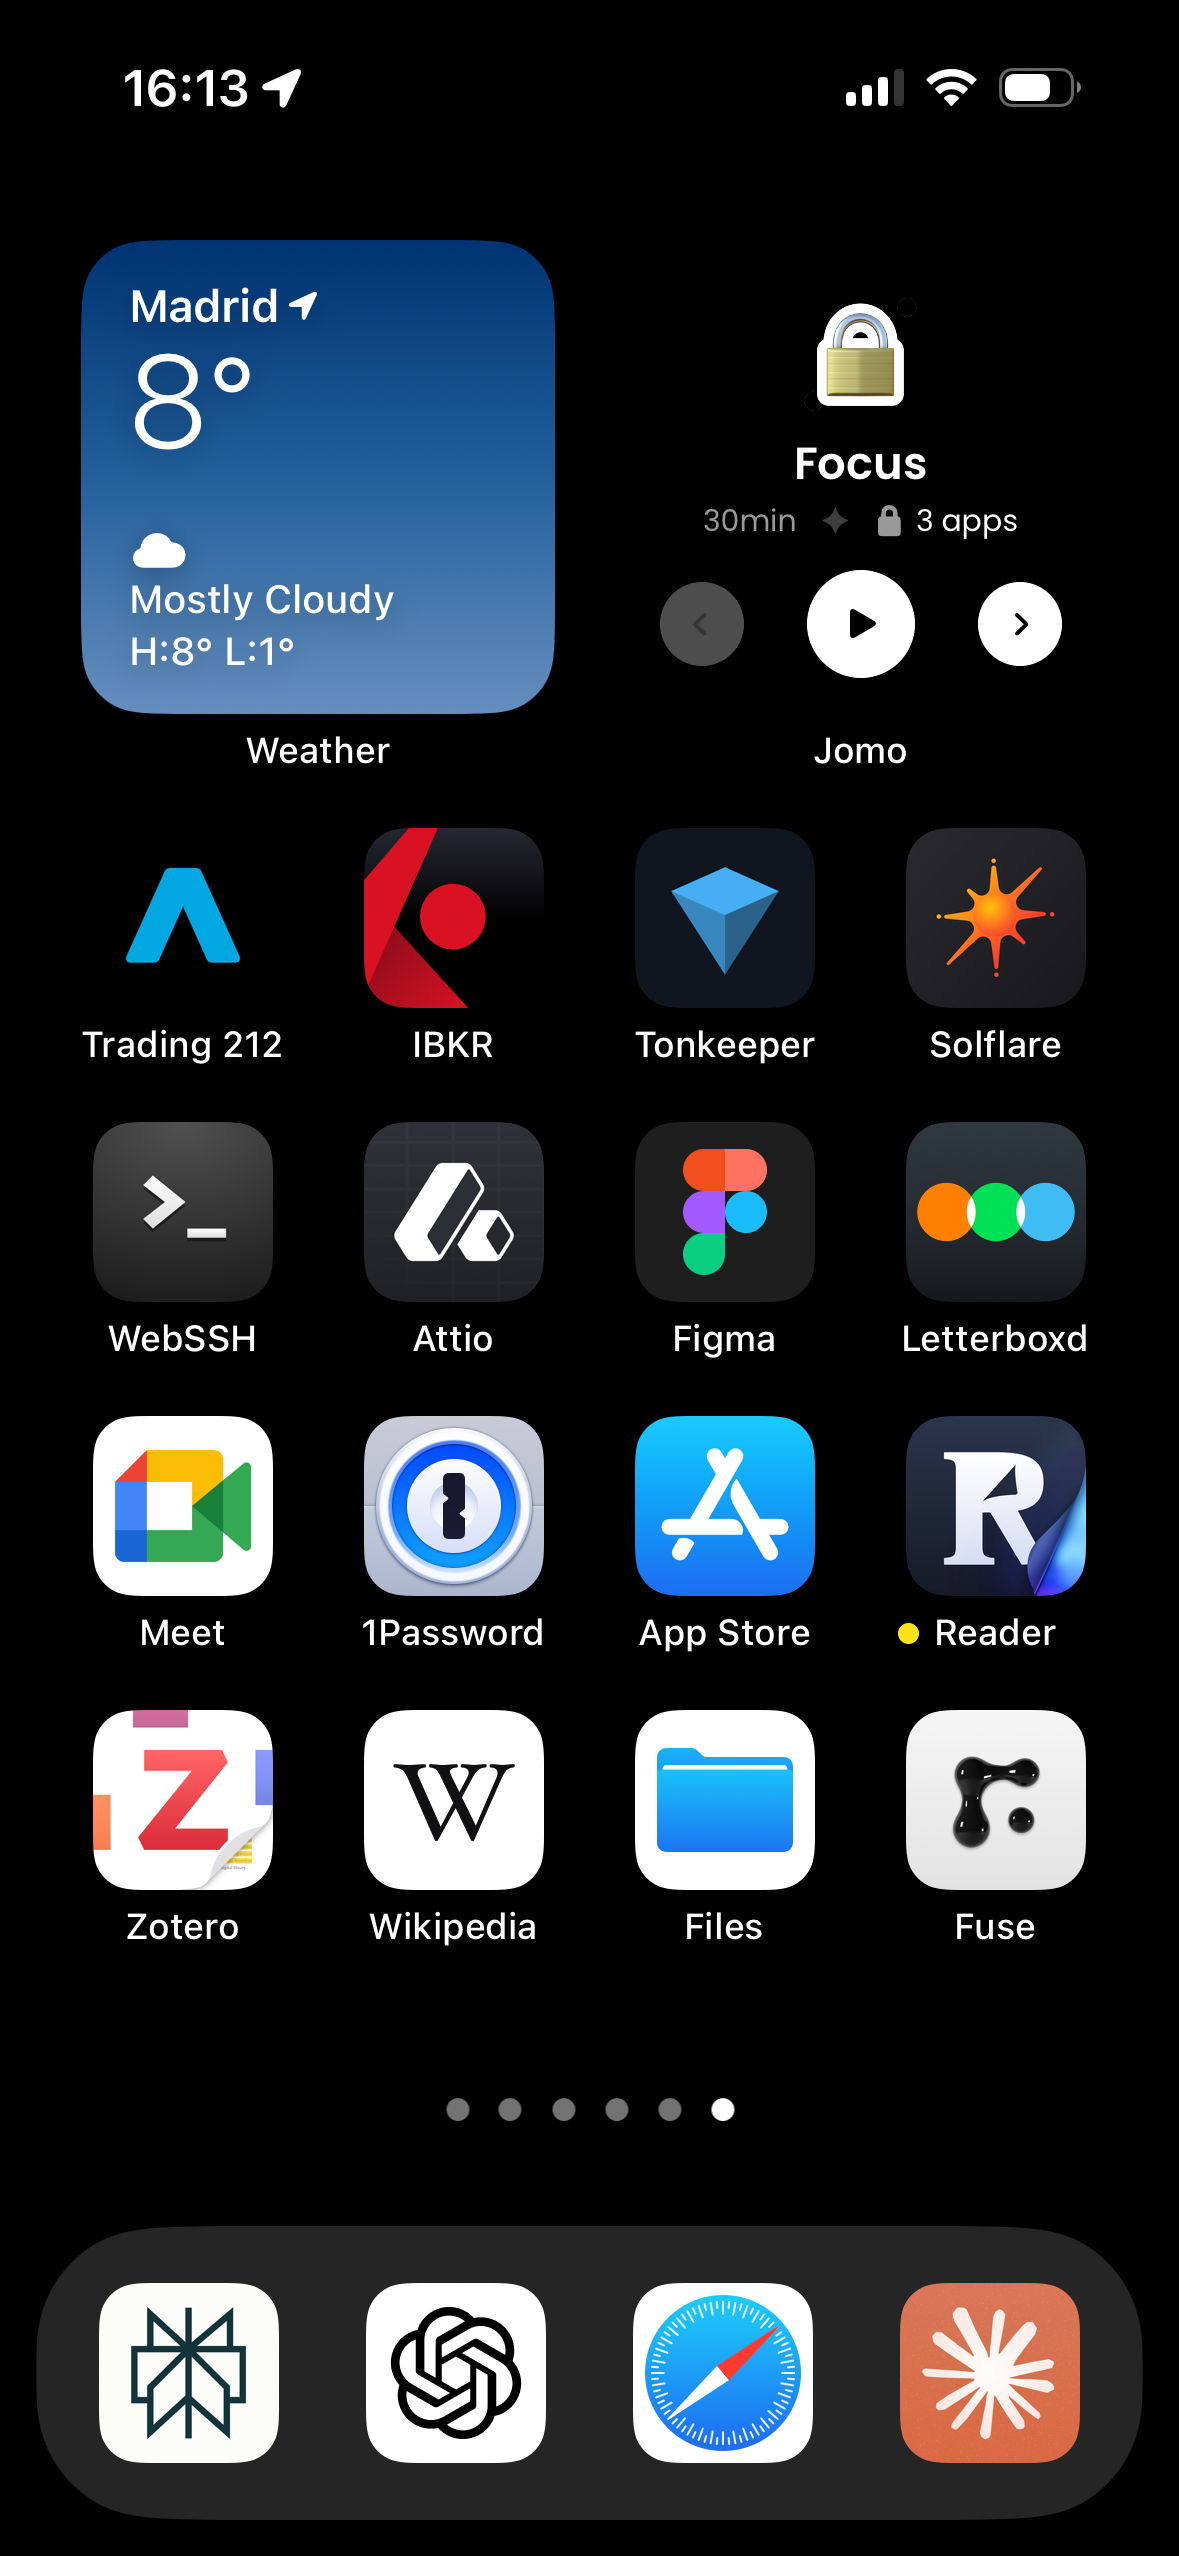 16:13
Madrid
8°
Mostly Cloudy
H:8° L:1°
Weather
Focus
30min 3 apps
Jomo
Trading 212
IBKR
Tonkeeper
Solflare
WebSSH
Attio
Figma
Letterboxd
Meet
1Password
App Store
Reader
Zotero
Wikipedia
Files
Fuse